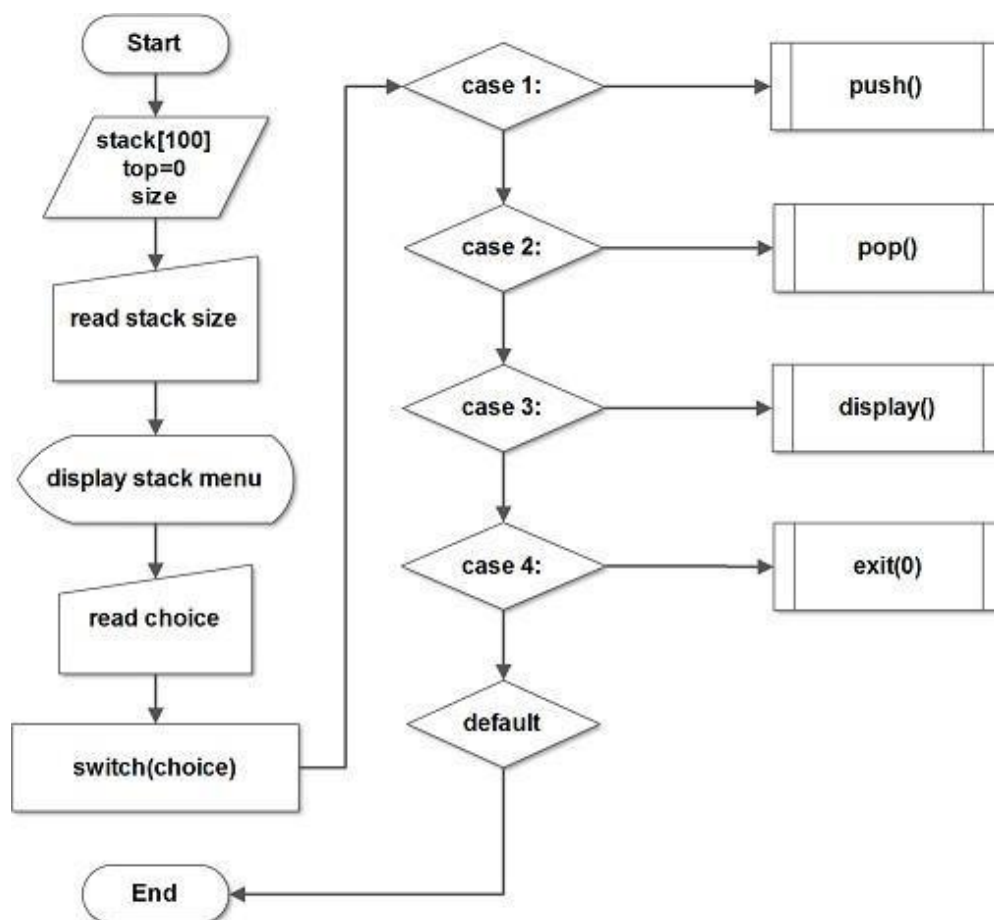 Start
stack[100]
top=0
size
read stack size
display stack menu
read choice
switch(choice)
End
case 1:
push()
case 2:
pop()
case 3:
display()
case 4:
exit(0)
default